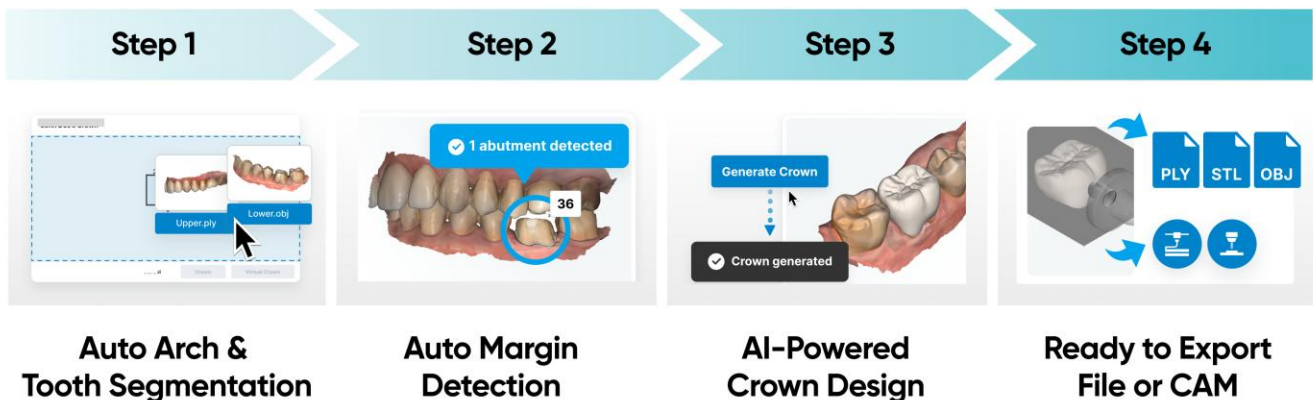 Step 1
Step 2
Step 3
Step 4
Upper.ply
Lower.obj
Virtual Crown
1 abutment detected
36
Generate Crown
Crown generated
PLY
STL
OBJ
Auto Arch &
Tooth Segmentation
Auto Margin
Detection
AI-Powered
Crown Design
Ready to Export
File or CAM